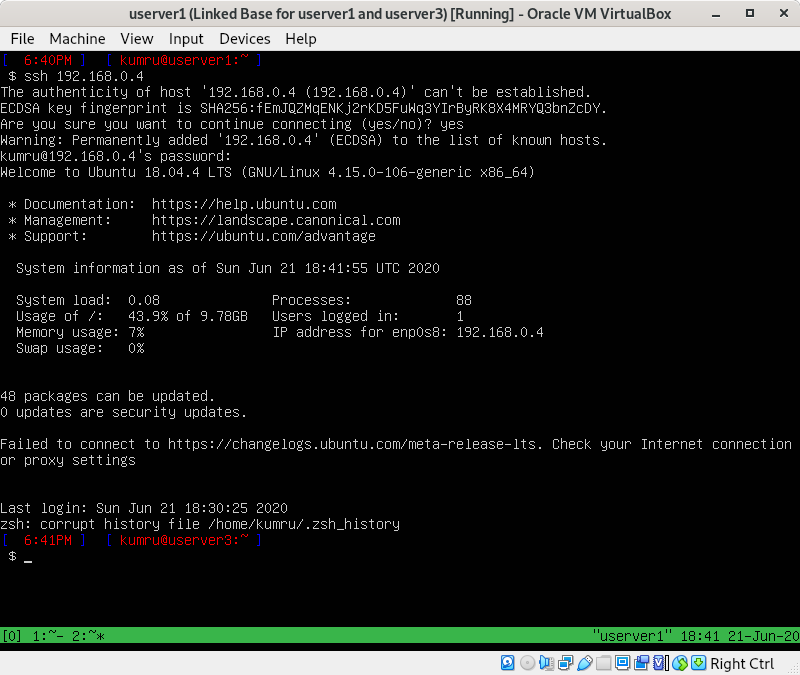 userver1 (Linked Base for userver1 and userver3) [Running] - Oracle VM VirtualBox
File Machine View Input Devices Help
[ 6:40PM ] [ kumru@userver1:~ ]
$ ssh 192.168.0.4
The authenticity of host '192.168.0.4 (192.168.0.4)' can't be established.
ECDSA key fingerprint is SHA256:fEmJQZMqENKj2rKD5FuWq3YIrByRK8X4MRYQ3bnZcDY.
Are you sure you want to continue connecting (yes/no)? yes
Warning: Permanently added '192.168.0.4' (ECDSA) to the list of known hosts.
kumru@192.168.0.4's password:
Welcome to Ubuntu 18.04.4 LTS (GNU/Linux 4.15.0-106-generic x86_64)
* Documentation: https://help.ubuntu.com
* Management: https://landscape.canonical.com
* Support: https://ubuntu.com/advantage
System information as of Sun Jun 21 18:41:55 UTC 2020
System load: 0.08 Processes: 88
Usage of /: 43.9% of 9.78GB Users logged in: 1
Memory usage: 7% IP address for enp0s8: 192.168.0.4
Swap usage: 0%
48 packages can be updated.
0 updates are security updates.
Failed to connect to https://changelogs.ubuntu.com/meta-release-lts. Check your Internet connection
or proxy settings
Last login: Sun Jun 21 18:30:25 2020
zsh: corrupt history file /home/kumru/.zsh_history
[ 6:41PM ] [ kumru@userver3:~ ]
$ _
[0] 1:~- 2:~* "userver1" 18:41 21-Jun-20
Right Ctrl